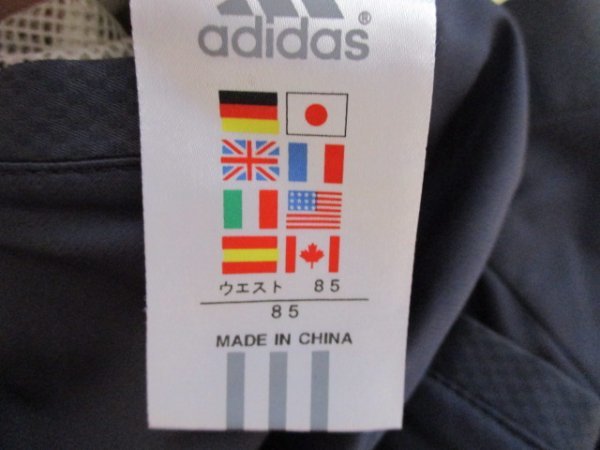 adidas®
ウエスト 85
85
MADE IN CHINA